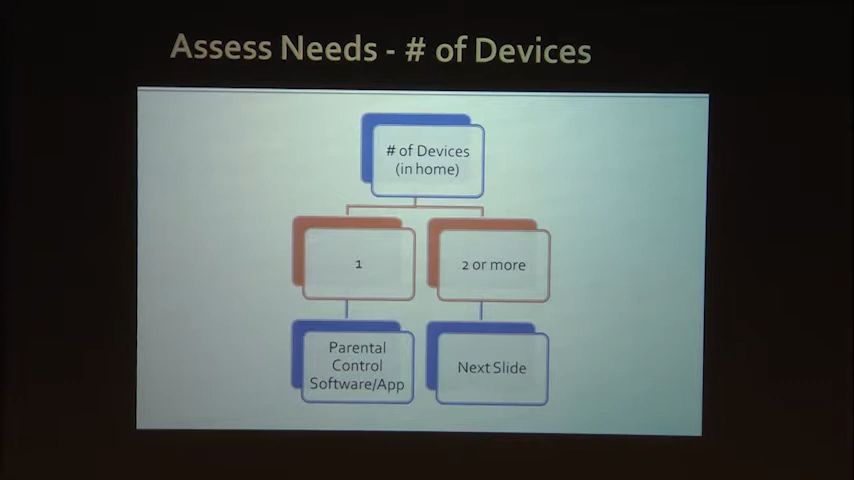 Assess Needs - # of Devices
# of Devices
(in home)
1
2 or more
Parental
Control
Software/App
Next Slide